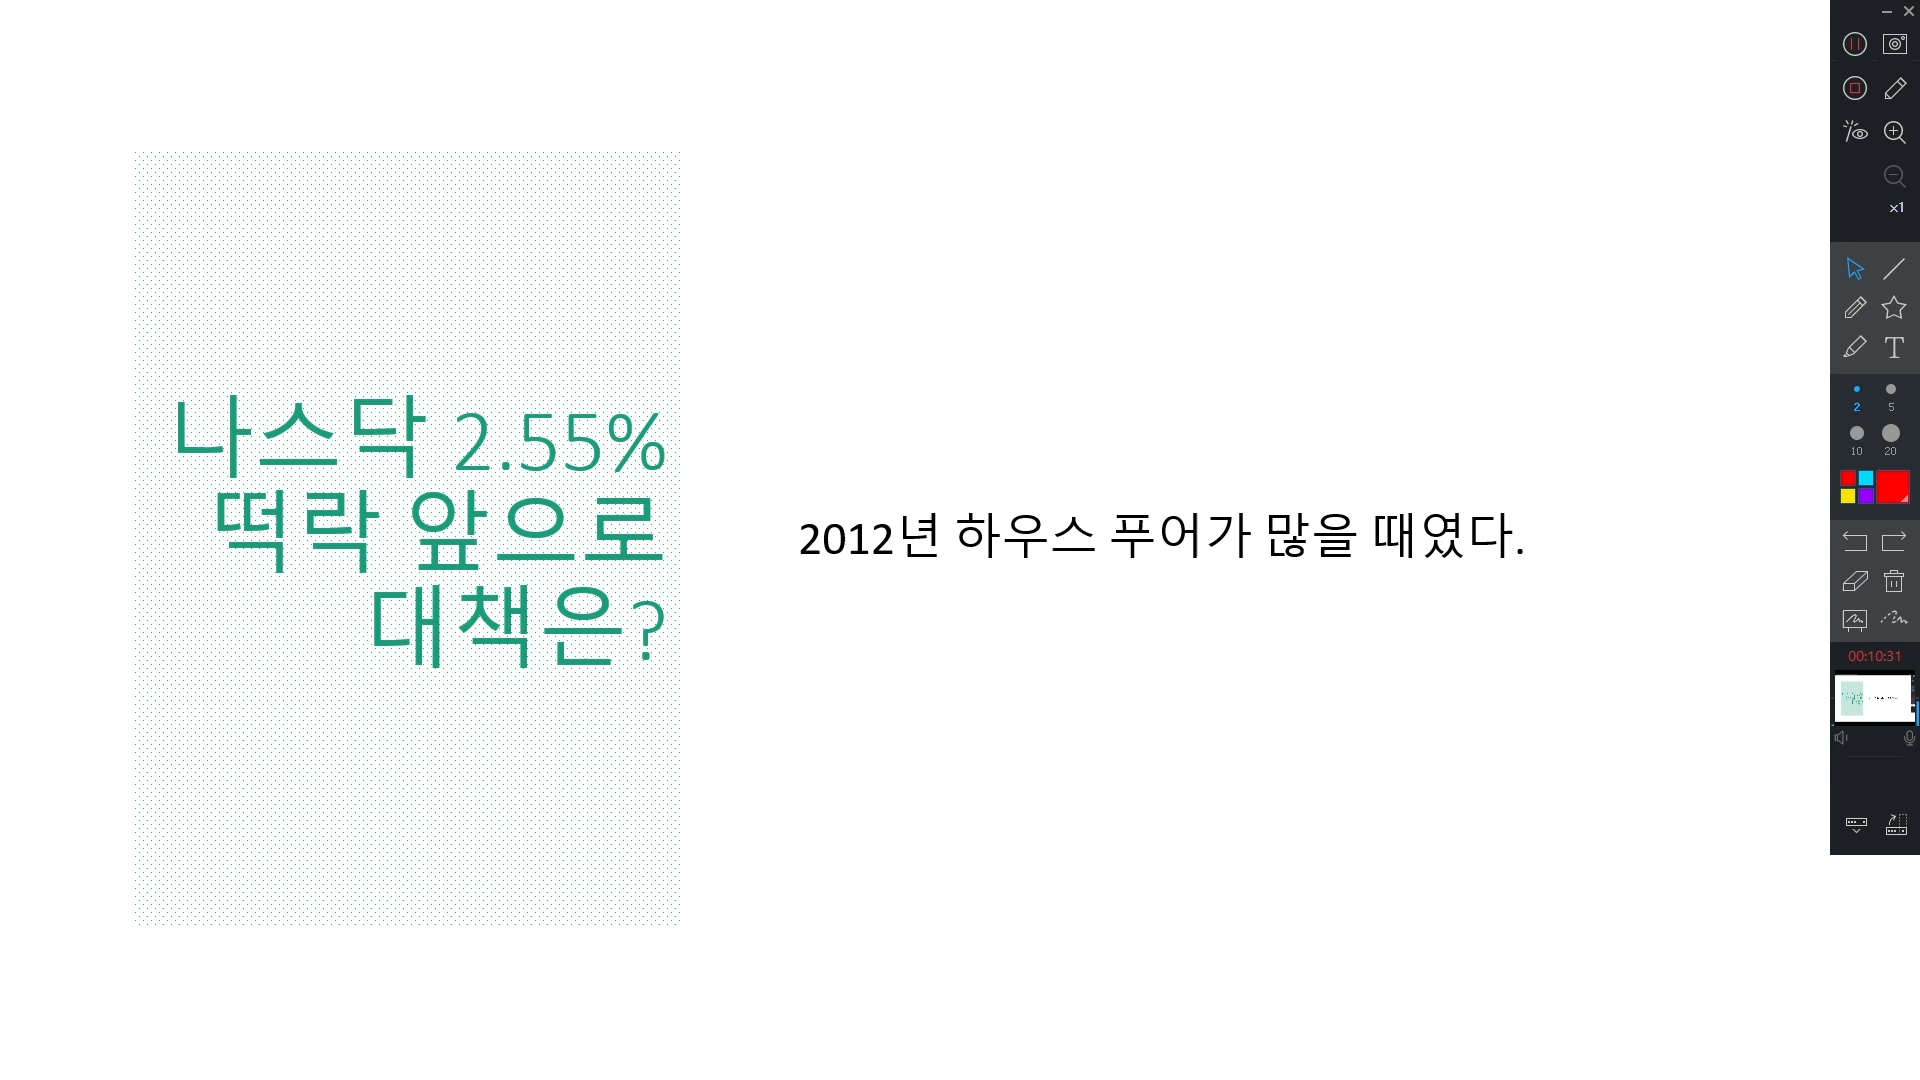 나스닥 2.55%
떡락 앞으로
대책은?
2012년 하우스 푸어가 많을 때였다.
x1
2
5
10
20
00:10:31